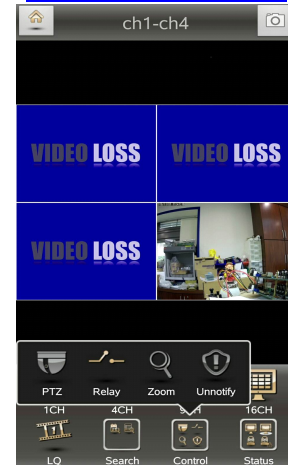 ch1-ch4
VIDEO LOSS
VIDEO LOSS
VIDEO LOSS
PTZ
Relay
Zoom
Unnotify
1CH
4CH
16CH
LQ
Search
Control
Status